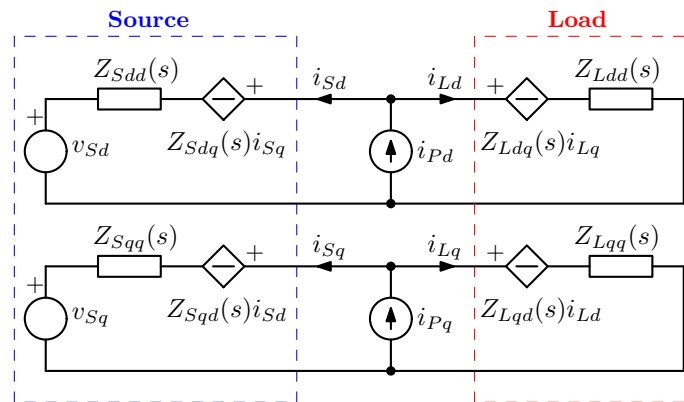 Source Load
Z_{Sdd}(s) + i_{Sd} i_{Ld} + Z_{Ldd}(s)
+ v_{Sd} Z_{Sdq}(s)i_{Sq} i_{Pd} Z_{Ldq}(s)i_{Lq}
Z_{Sqq}(s) + i_{Sq} i_{Lq} + Z_{Lqq}(s)
+ v_{Sq} Z_{Sqd}(s)i_{Sd} i_{Pq} Z_{Lqd}(s)i_{Ld}